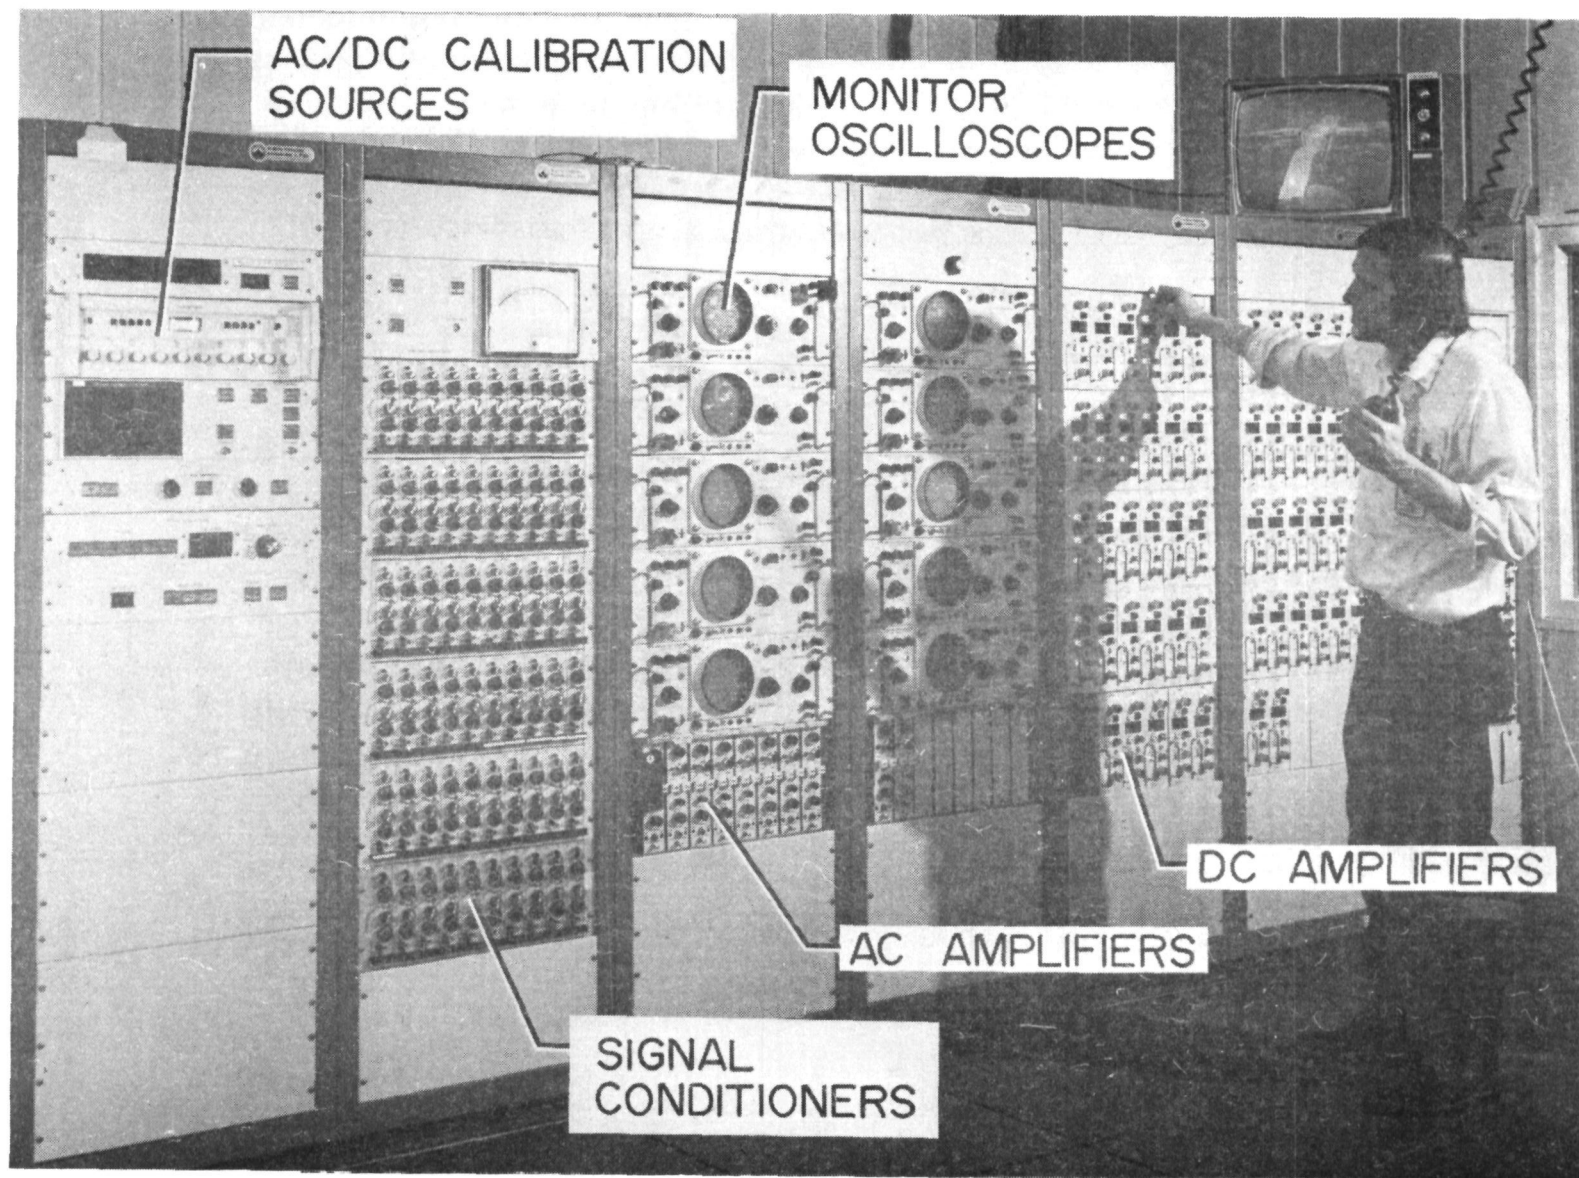 AC/DC CALIBRATION
SOURCES
MONITOR
OSCILLOSCOPES
DC AMPLIFIERS
AC AMPLIFIERS
SIGNAL
CONDITIONERS